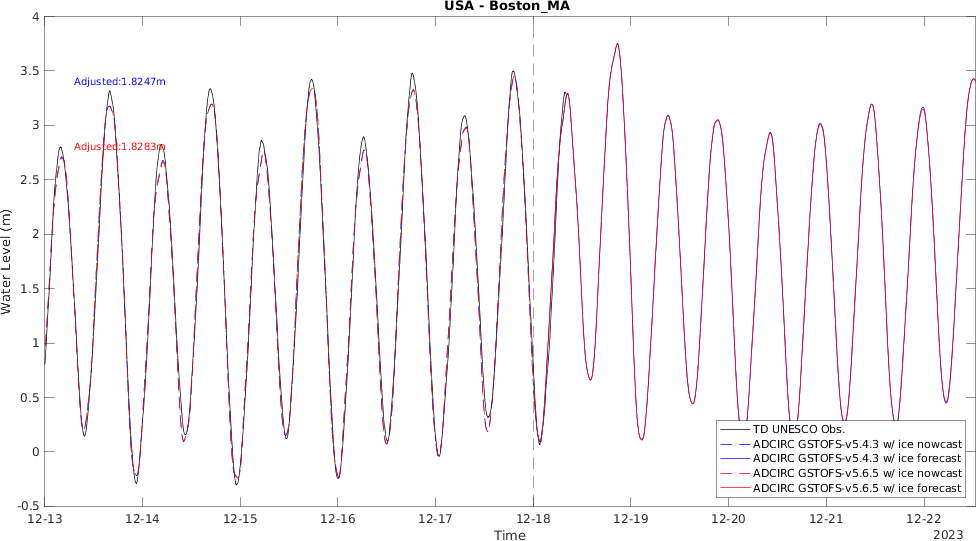 USA - Boston_MA
Water Level (m)
4
3.5
3
2.5
2
1.5
1
0.5
0
-0.5
Adjusted:1.8247m
Adjusted:1.8283m
TD UNESCO Obs.
ADCIRC GSTOFS-v5.4.3 w/ ice nowcast
ADCIRC GSTOFS-v5.4.3 w/ ice forecast
ADCIRC GSTOFS-v5.6.5 w/ ice nowcast
ADCIRC GSTOFS-v5.6.5 w/ ice forecast
12-13 12-14 12-15 12-16 12-17 12-18 12-19 12-20 12-21 12-22
Time
2023